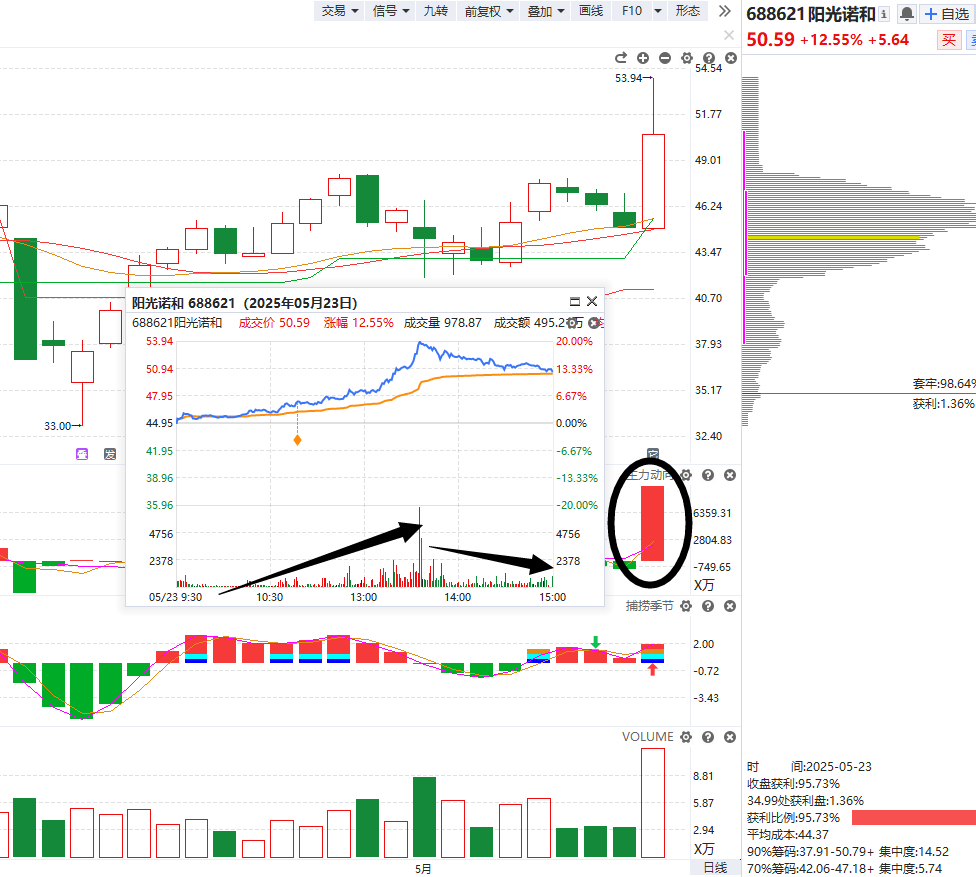 交易 信号 九转 前复权 叠加 画线 F10 形态
688621 阳光诺和 自选
50.59 +12.55% +5.64 买
54.54
53.94
51.77
49.01
46.24
43.47
40.70
37.93
35.17
32.40
33.00
发
阳光诺和 688621（2025年05月23日）
688621阳光诺和 成交价 50.59 涨幅 12.55% 成交量 978.87 成交额
53.94 20.00%
50.94 13.33%
47.95 6.67%
44.95 0.00%
41.95 -6.67%
38.96 -13.33%
35.96 -20.00%
4756 4756
2378 2378
05/23 9:30 10:30 13:00 14:00 15:00
套牢:98.64%
获利:1.36%
主力动向
6359.31
2804.83
-749.65
X万
捕捞季节
2.00
-0.72
-3.43
VOLUME
8.81
5.87
2.94
X万
5月
日线
时 间:2025-05-23
收盘获利:95.73%
34.99处获利盘:1.36%
获利比例:95.73%
平均成本:44.37
90%筹码:37.91-50.79+ 集中度:14.52
70%筹码:42.06-47.18+ 集中度:5.74